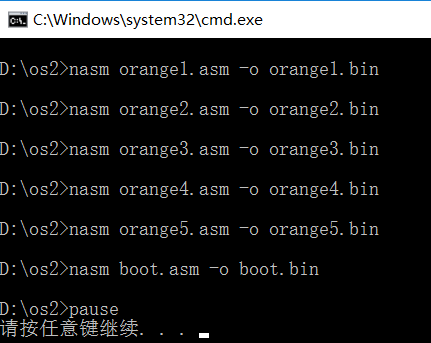 C:\Windows\system32\cmd.exe
D:\os2>nasm orange1.asm -o orange1.bin
D:\os2>nasm orange2.asm -o orange2.bin
D:\os2>nasm orange3.asm -o orange3.bin
D:\os2>nasm orange4.asm -o orange4.bin
D:\os2>nasm orange5.asm -o orange5.bin
D:\os2>nasm boot.asm -o boot.bin
D:\os2>pause
请按任意键继续. . .